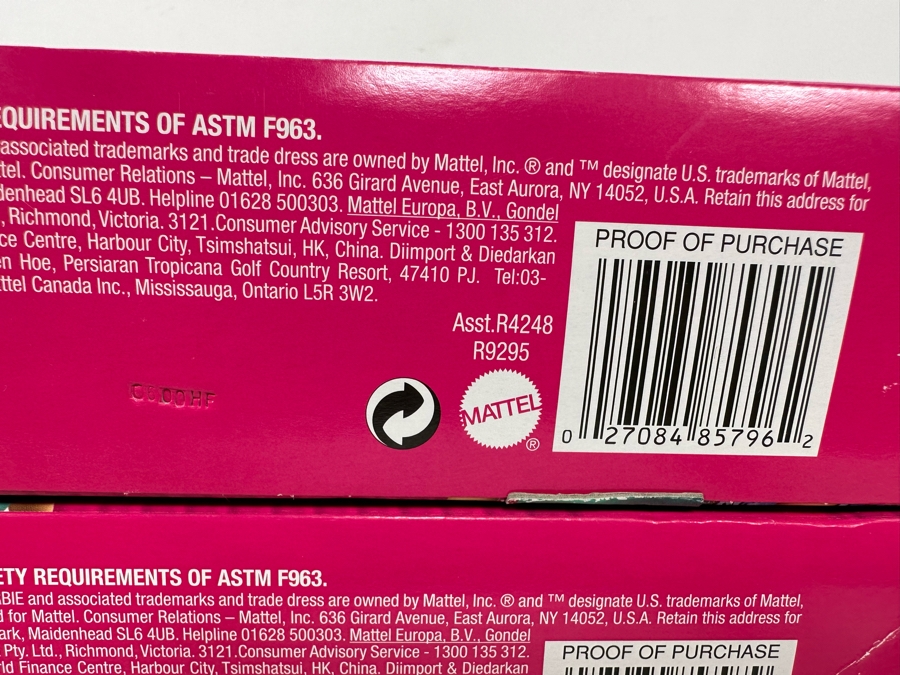 EQUIREMENTS OF ASTM F963.
associated trademarks and trade dress are owned by Mattel, Inc. ® and ™ designate U.S. trademarks of Mattel,
tel. Consumer Relations – Mattel, Inc. 636 Girard Avenue, East Aurora, NY 14052, U.S.A. Retain this address for
denhead SL6 4UB. Helpline 01628 500303. Mattel Europa, B.V., Gondel
, Richmond, Victoria. 3121.Consumer Advisory Service - 1300 135 312.
ce Centre, Harbour City, Tsimshatsui, HK, China. Diimport & Diedarkan
en Hoe, Persiaran Tropicana Golf Country Resort, 47410 PJ. Tel:03-
ttel Canada Inc., Mississauga, Ontario L5R 3W2.
PROOF OF PURCHASE
Asst.R4248
R9295
MATTEL
®
0 27084 85796 2
ETY REQUIREMENTS OF ASTM F963.
BIE and associated trademarks and trade dress are owned by Mattel, Inc. ® and ™ designate U.S. trademarks of Mattel,
d for Mattel. Consumer Relations – Mattel, Inc. 636 Girard Avenue, East Aurora, NY 14052, U.S.A. Retain this address for
ark, Maidenhead SL6 4UB. Helpline 01628 500303. Mattel Europa, B.V., Gondel
Pty. Ltd., Richmond, Victoria. 3121.Consumer Advisory Service - 1300 135 312.
rld Finance Centre, Harbour City, Tsimshatsui, HK, China. Diimport & Diedarkan
PROOF OF PURCHASE